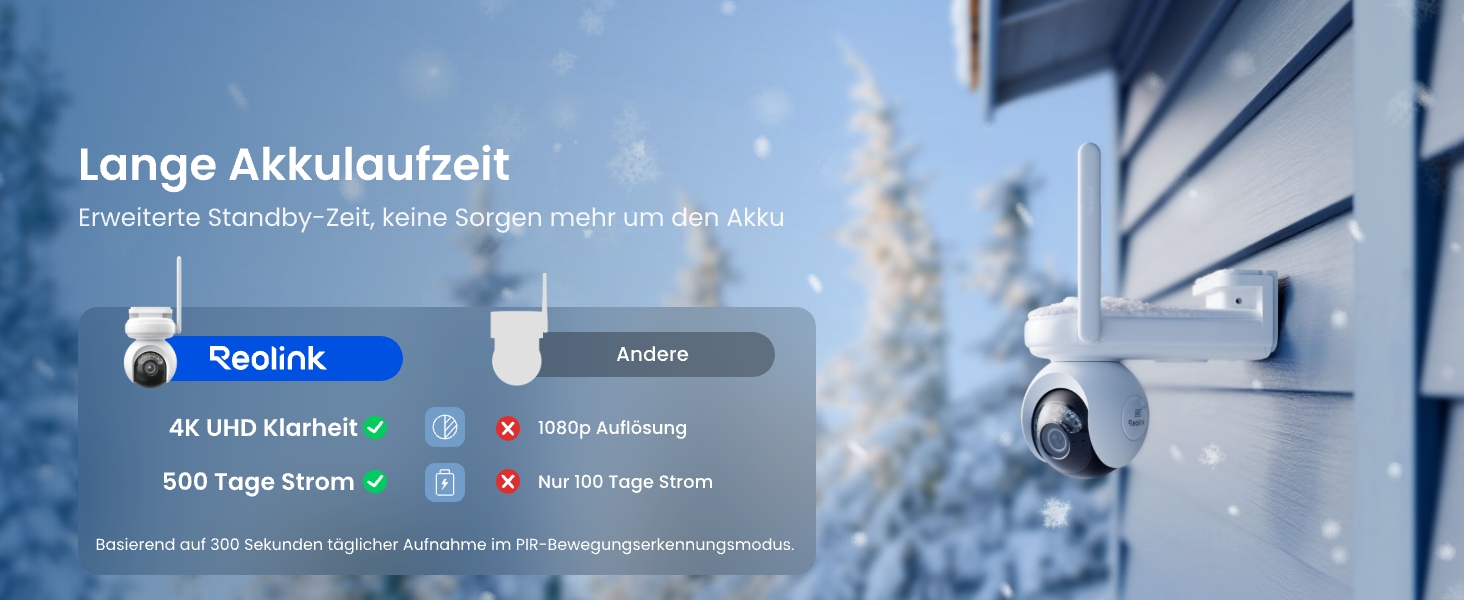 Lange Akkulaufzeit
Erweiterte Standby-Zeit, keine Sorgen mehr um den Akku
Reolink
Andere
4K UHD Klarheit
1080p Auflösung
500 Tage Strom
Nur 100 Tage Strom
Basierend auf 300 Sekunden täglicher Aufnahme im PIR-Bewegungserkennungsmodus.
Reolink